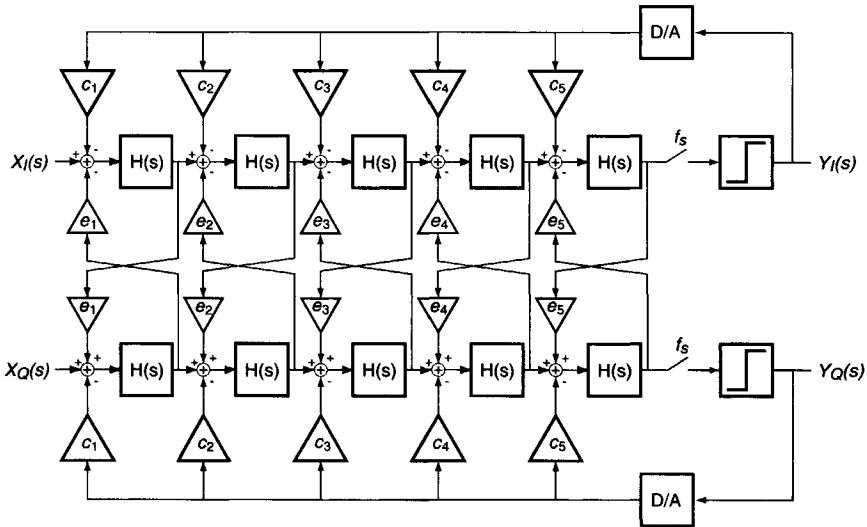 D/A
c1 c2 c3 c4 c5
+ - + - + - + - + -
XI(s) H(s) H(s) H(s) H(s) H(s) fs YI(s)
- - - - -
e1 e2 e3 e4 e5
e1 e2 e3 e4 e5
+ + + + + + + + + +
XQ(s) H(s) H(s) H(s) H(s) H(s) fs YQ(s)
- - - - -
c1 c2 c3 c4 c5
D/A